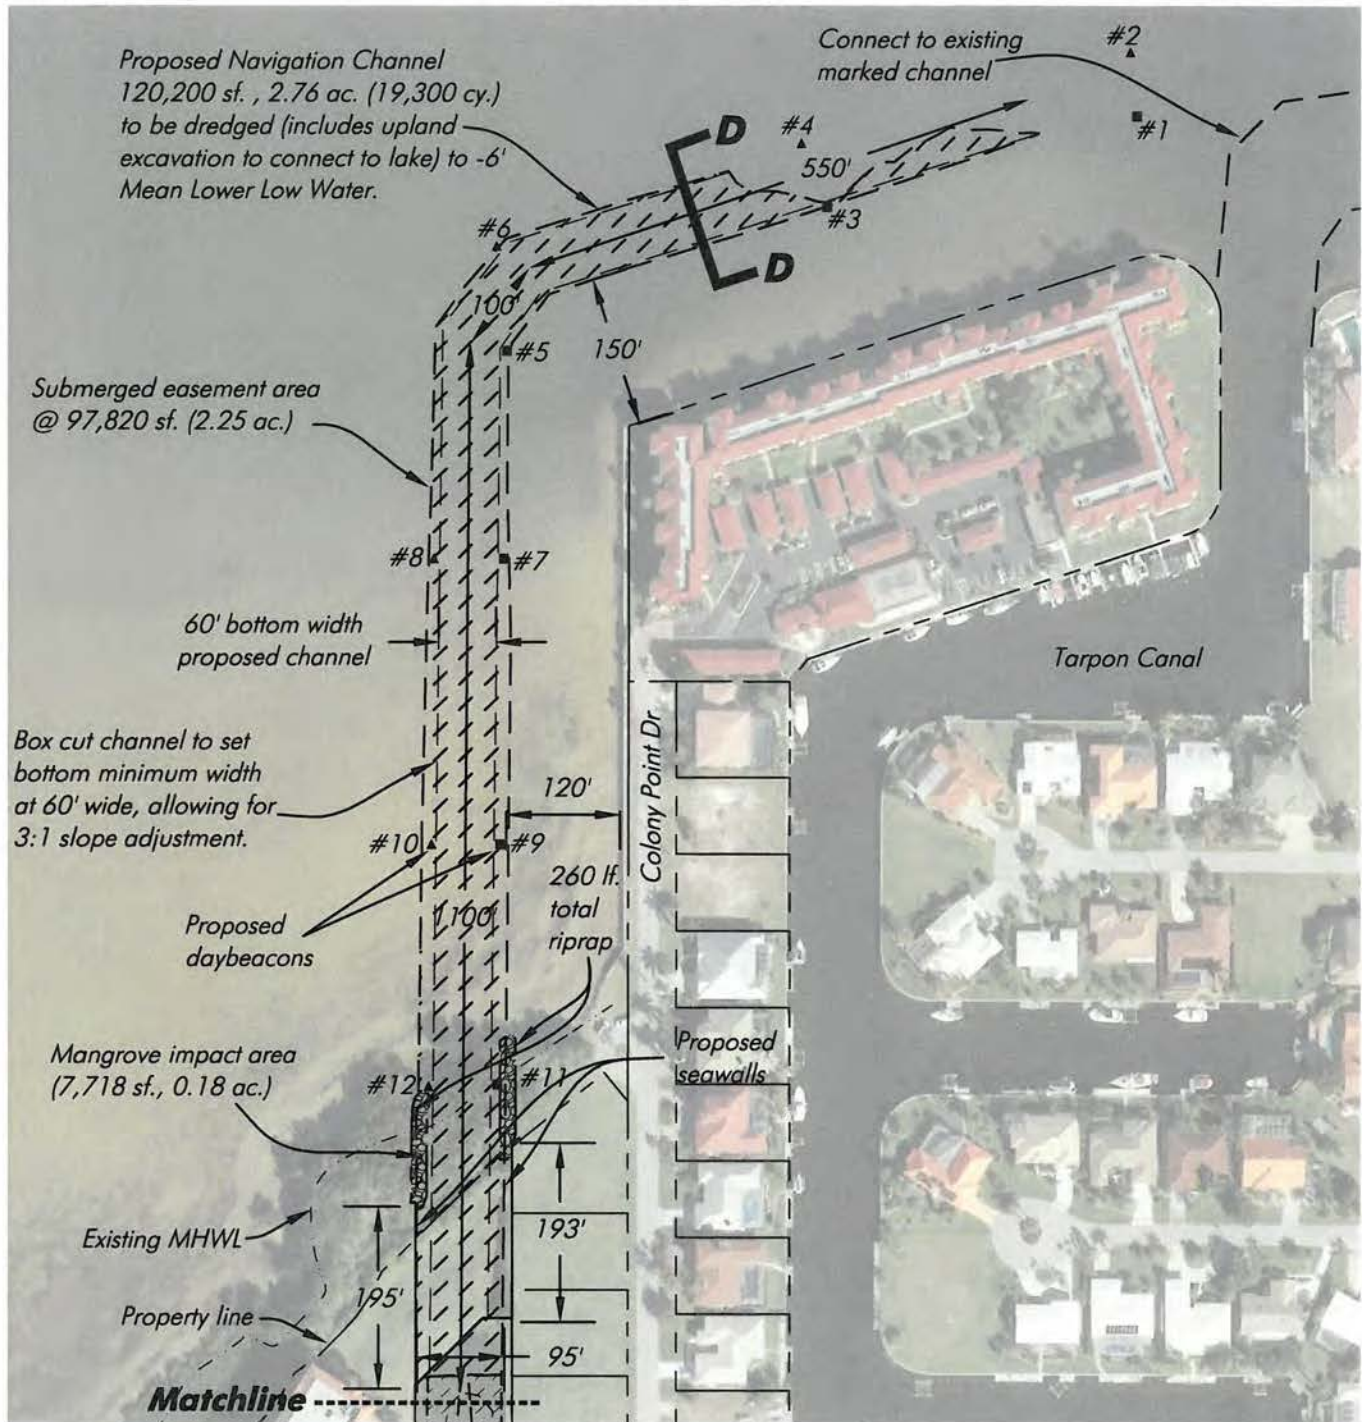 Proposed Navigation Channel
120,200 sf. , 2.76 ac. (19,300 cy.)
to be dredged (includes upland
excavation to connect to lake) to -6'
Mean Lower Low Water.
Connect to existing
marked channel
#2
#1
D
#4
550'
#3
D
#6
100'
#5
150'
Submerged easement area
@ 97,820 sf. (2.25 ac.)
#8
#7
60' bottom width
proposed channel
Tarpon Canal
Box cut channel to set
bottom minimum width
at 60' wide, allowing for
3:1 slope adjustment.
120'
Colony Point Dr
#10
#9
260 lf.
total
riprap
Proposed
daybeacons
1100'
Mangrove impact area
(7,718 sf., 0.18 ac.)
#12
#11
Proposed
seawalls
Existing MHWL
193'
195'
Property line
95'
Matchline